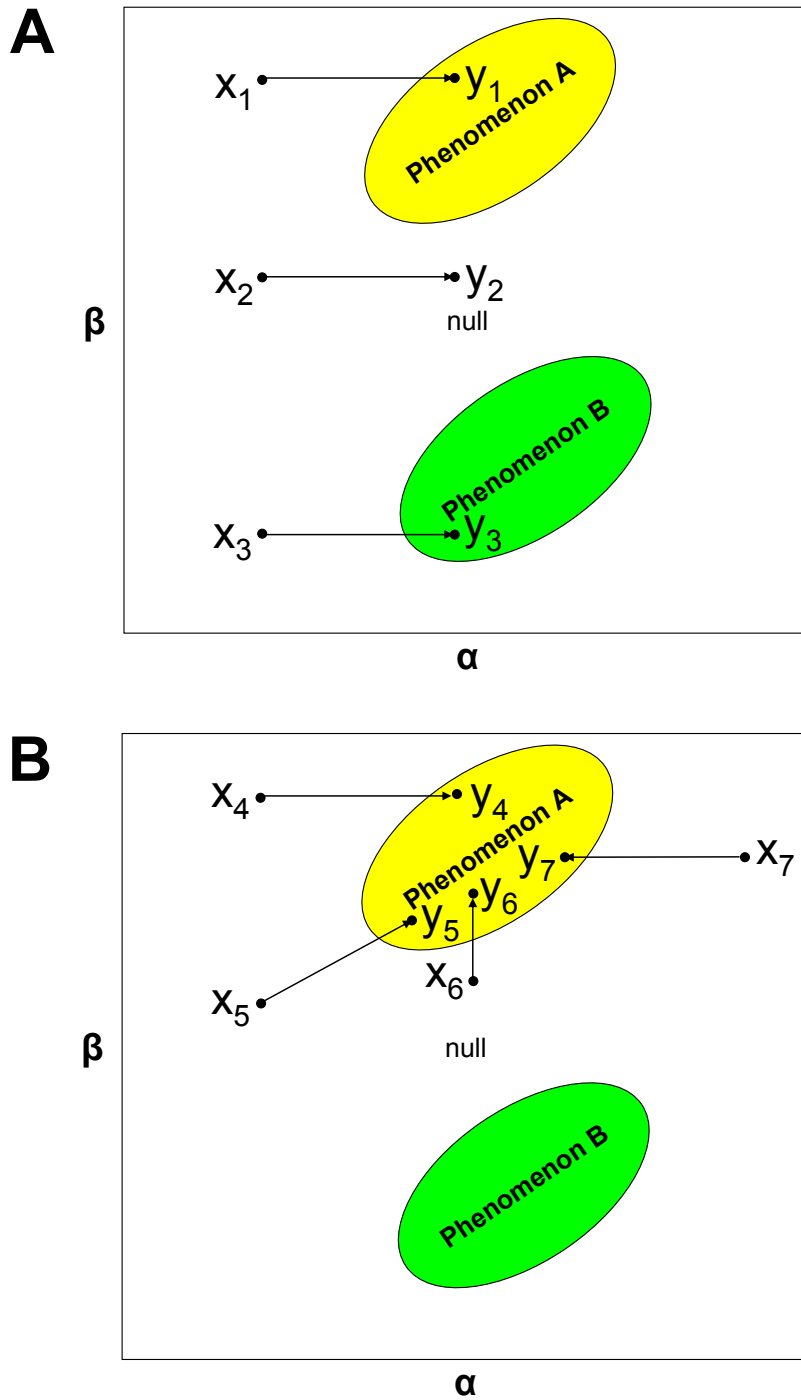 A
x₁ y₁
Phenomenon A
x₂ y₂
null
β
Phenomenon B
x₃ y₃
α
B
x₄ y₄
Phenomenon A
y₇ x₇
y₆
y₅
x₆
x₅
null
β
Phenomenon B
α